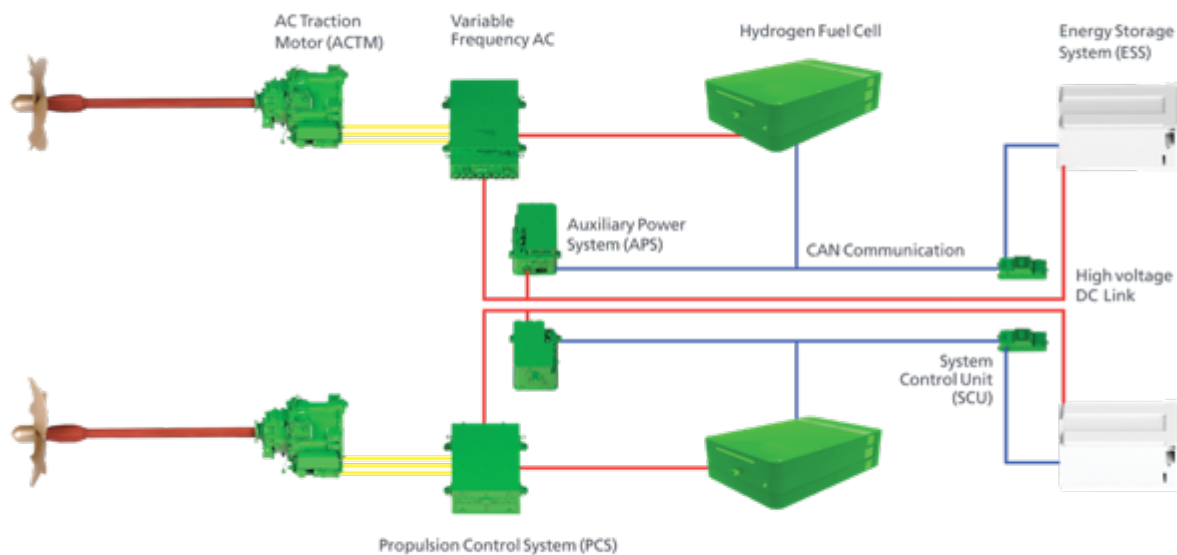 AC Traction
Motor (ACTM)
Variable
Frequency AC
Hydrogen Fuel Cell
Energy Storage
System (ESS)
Auxiliary Power
System (APS)
CAN Communication
High voltage
DC Link
System
Control Unit
(SCU)
Propulsion Control System (PCS)